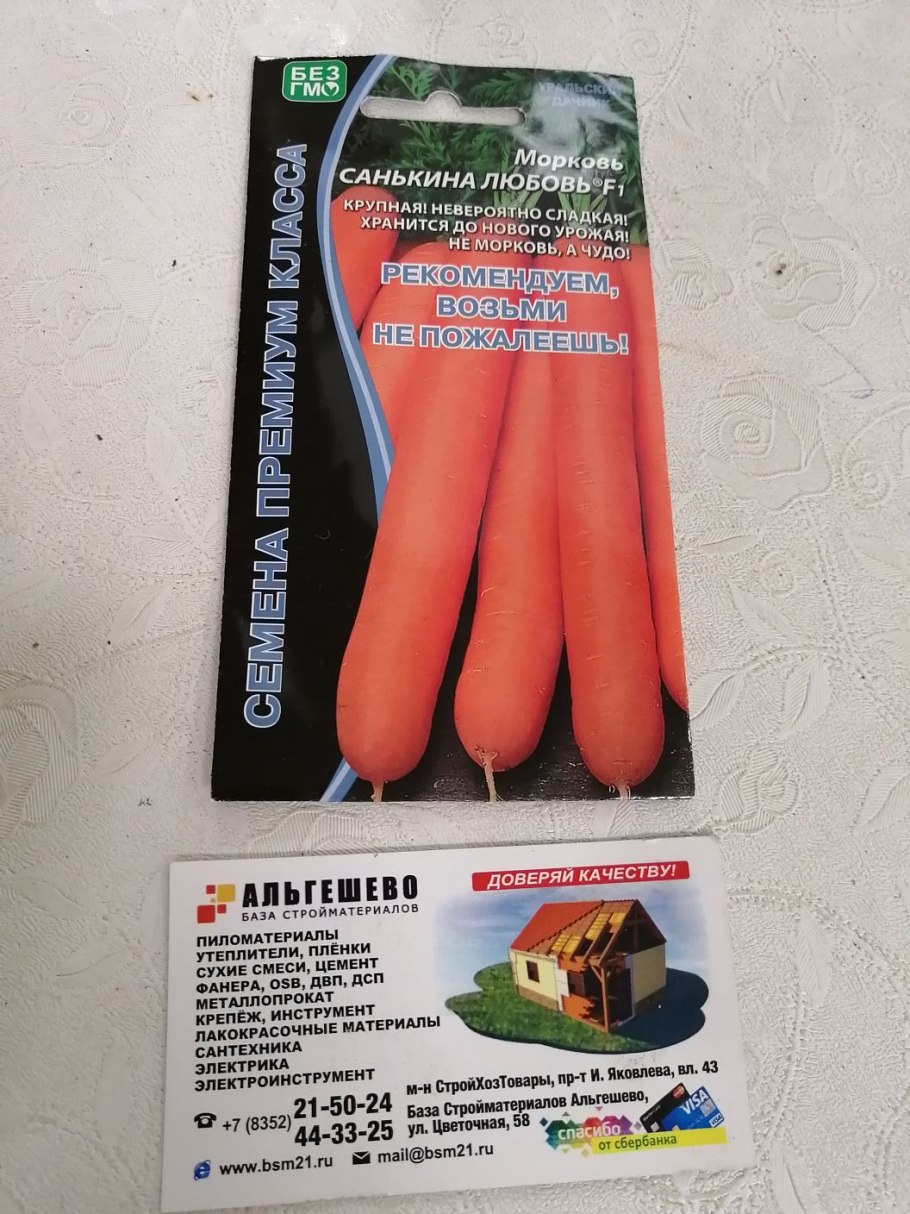 БЕЗ
ГМО
УРАЛЬСКИЙ
ДАЧНИК
СЕМЕНА ПРЕМИУМ КЛАССА
Морковь
САНЬКИНА ЛЮБОВЬ®F1
КРУПНАЯ! НЕВЕРОЯТНО СЛАДКАЯ!
ХРАНИТСЯ ДО НОВОГО УРОЖАЯ!
НЕ МОРКОВЬ, А ЧУДО!
РЕКОМЕНДУЕМ,
ВОЗЬМИ
НЕ ПОЖАЛЕЕШЬ!
АЛЬГЕШЕВО
БАЗА СТРОЙМАТЕРИАЛОВ
ДОВЕРЯЙ КАЧЕСТВУ!
ПИЛОМАТЕРИАЛЫ
УТЕПЛИТЕЛИ, ПЛЁНКИ
СУХИЕ СМЕСИ, ЦЕМЕНТ
ФАНЕРА, OSB, ДВП, ДСП
МЕТАЛЛОПРОКАТ
КРЕПЁЖ, ИНСТРУМЕНТ
ЛАКОКРАСОЧНЫЕ МАТЕРИАЛЫ
САНТЕХНИКА
ЭЛЕКТРИКА
ЭЛЕКТРОИНСТРУМЕНТ
+7 (8352) 21-50-24
44-33-25
www.bsm21.ru mail@bsm21.ru
м-н СтройХозТовары, пр-т И. Яковлева, вл. 43
База Стройматериалов Альгешево,
ул. Цветочная, 58
спасибо
от сбербанка
VISA